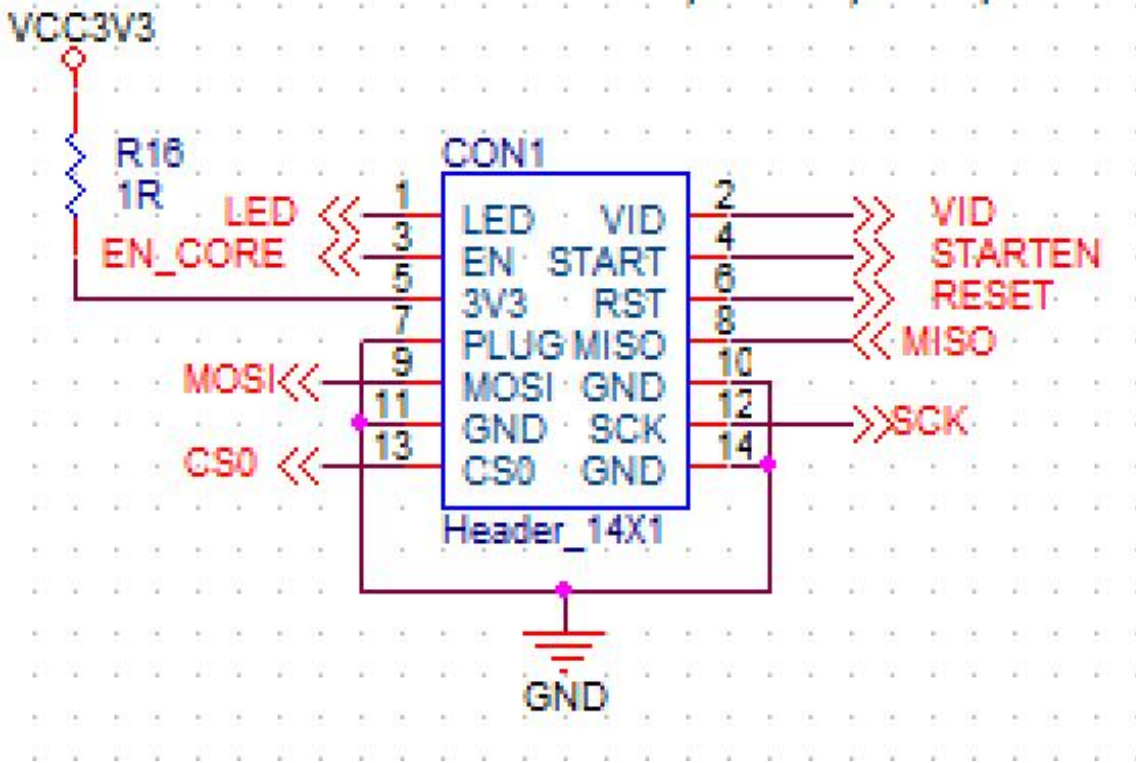 VCC3V3
R16
1R
CON1
LED 1 LED VID 2 VID
EN_CORE 3 EN START 4 STARTEN
5 3V3 RST 6 RESET
7 PLUG MISO 8 MISO
MOSI 9 MOSI GND 10
11 GND SCK 12 SCK
CS0 13 CS0 GND 14
Header_14X1
GND